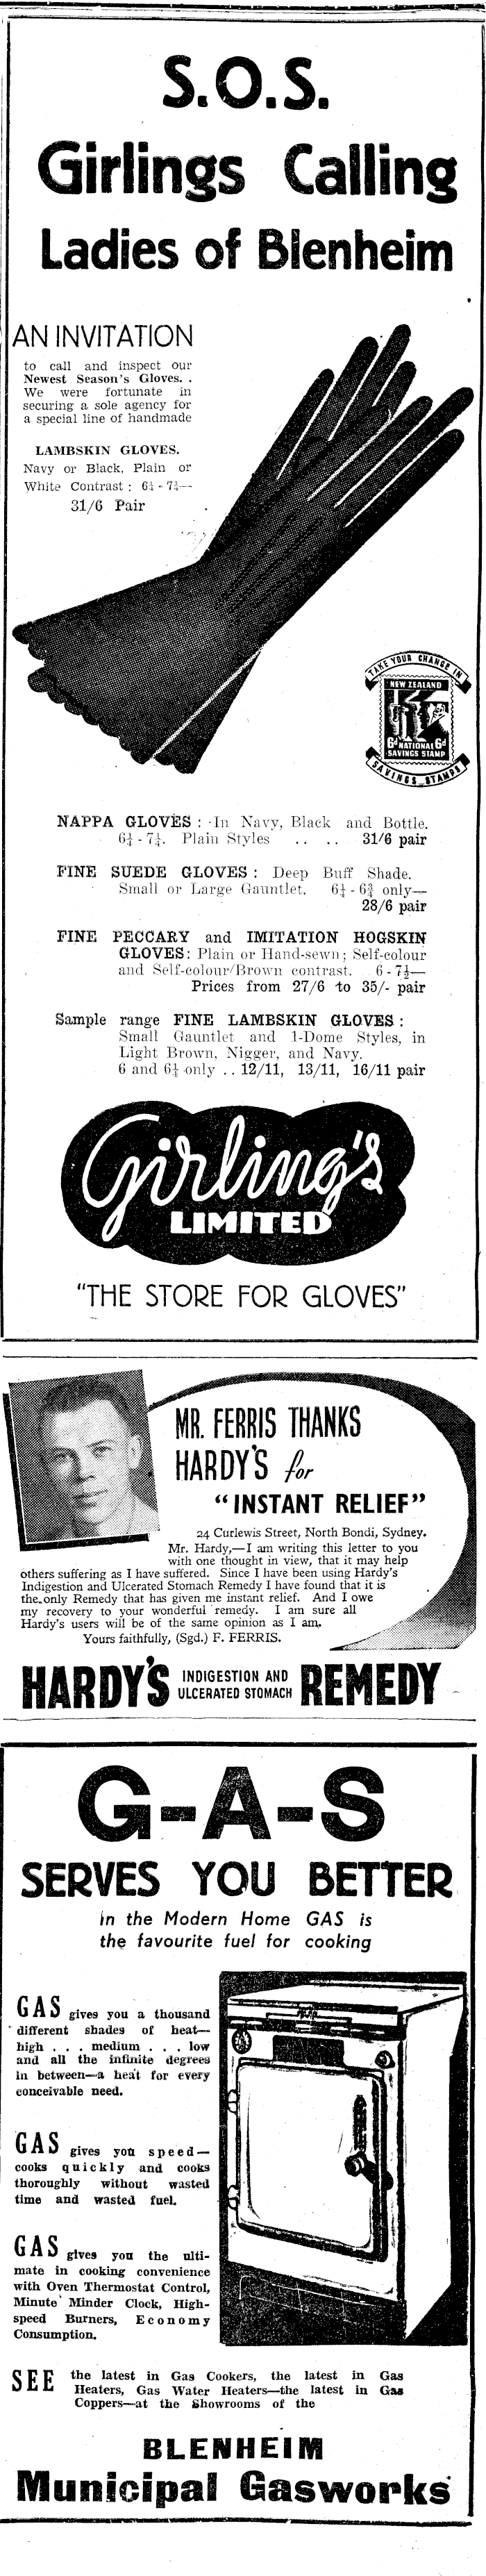 S.O.S.
Girlings Calling
Ladies of Blenheim
AN INVITATION
to call and inspect our
Newest Season's Gloves. .
We were fortunate in
securing a sole agency for
a special line of handmade
LAMBSKIN GLOVES.
Navy or Black, Plain or
White Contrast : 6¼ - 7¼—
31/6 Pair
TAKE YOUR CHANGE IN
NEW ZEALAND
6d NATIONAL 6d
SAVINGS STAMP
SAVINGS STAMPS
NAPPA GLOVES : In Navy, Black and Bottle.
6¼ - 7¼. Plain Styles .. .. 31/6 pair
FINE SUEDE GLOVES : Deep Buff Shade.
Small or Large Gauntlet. 6¼ - 6¾ only—
28/6 pair
FINE PECCARY and IMITATION HOGSKIN
GLOVES: Plain or Hand-sewn; Self-colour
and Self-colour/Brown contrast. 6 - 7½—
Prices from 27/6 to 35/- pair
Sample range FINE LAMBSKIN GLOVES :
Small Gauntlet and 1-Dome Styles, in
Light Brown, Nigger, and Navy.
6 and 6¼ only .. 12/11, 13/11, 16/11 pair
Girling's
LIMITED
"THE STORE FOR GLOVES"
MR. FERRIS THANKS
HARDY'S for
"INSTANT RELIEF"
24 Curlewis Street, North Bondi, Sydney.
Mr. Hardy,—I am writing this letter to you
with one thought in view, that it may help
others suffering as I have suffered. Since I have been using Hardy's
Indigestion and Ulcerated Stomach Remedy I have found that it is
the only Remedy that has given me instant relief. And I owe
my recovery to your wonderful remedy. I am sure all
Hardy's users will be of the same opinion as I am.
Yours faithfully, (Sgd.) F. FERRIS.
HARDY'S INDIGESTION AND ULCERATED STOMACH REMEDY
G-A-S
SERVES YOU BETTER
in the Modern Home GAS is
the favourite fuel for cooking
GAS gives you a thousand
different shades of heat—
high . . . medium . . . low
and all the infinite degrees
in between—a heat for every
conceivable need.
GAS gives you speed—
cooks quickly and cooks
thoroughly without wasted
time and wasted fuel.
GAS gives you the ulti-
mate in cooking convenience
with Oven Thermostat Control,
Minute Minder Clock, High-
speed Burners, Economy
Consumption.
SEE the latest in Gas Cookers, the latest in Gas
Heaters, Gas Water Heaters—the latest in Gas
Coppers—at the Showrooms of the
BLENHEIM
Municipal Gasworks